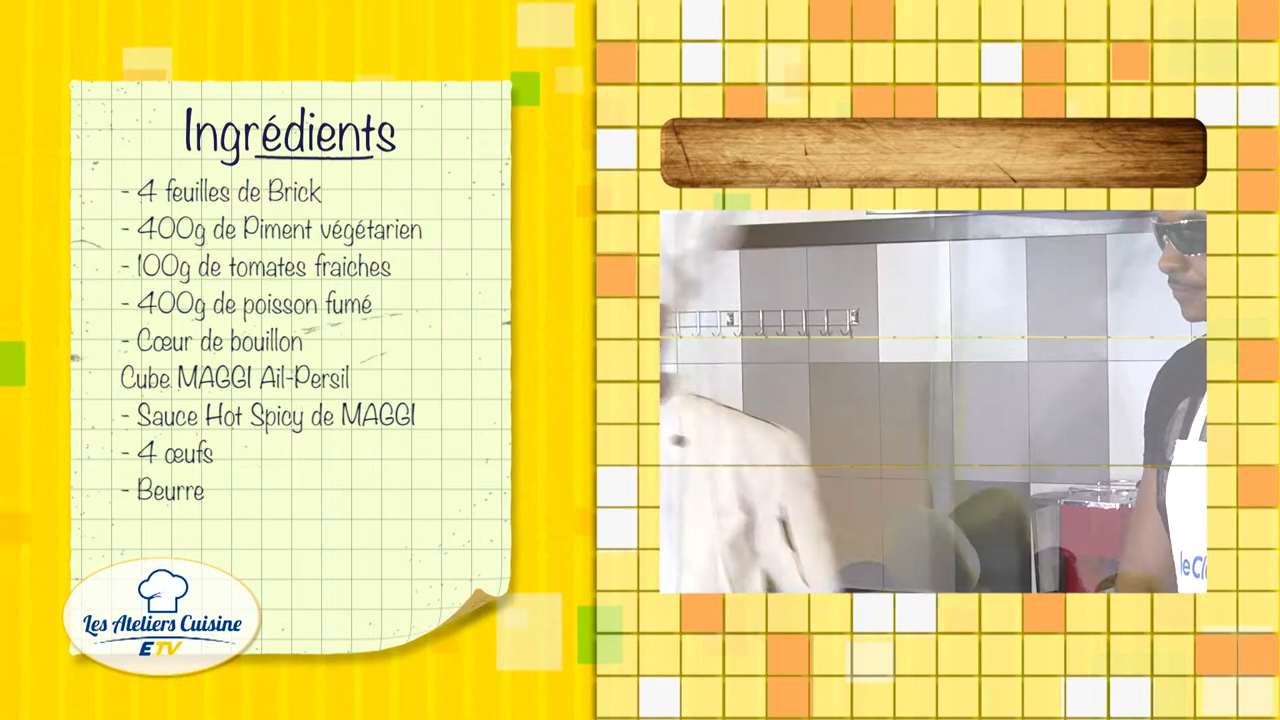 Ingrédients
- 4 feuilles de Brick
- 400g de Piment végétarien
- 100g de tomates fraiches
- 400g de poisson fumé
- Cœur de bouillon
Cube MAGGI Ail-Persil
- Sauce Hot Spicy de MAGGI
- 4 œufs
- Beurre
Les Ateliers Cuisine
ETV